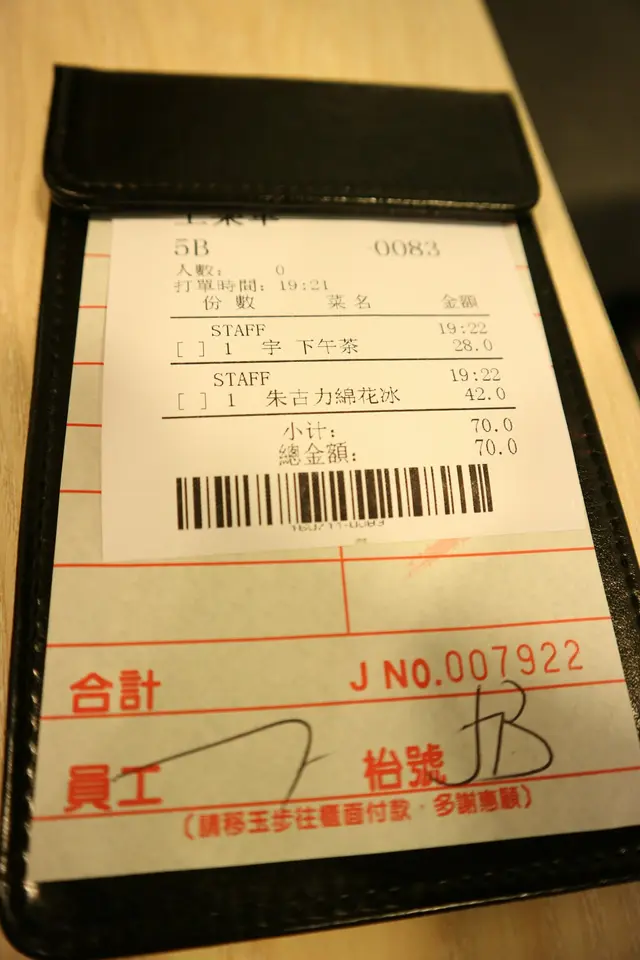 5B 0083
人數: 0
打單時間: 19:21
份 數 菜 名 金額
STAFF 19:22
[ ] 1 宇 下午茶 28.0
STAFF 19:22
[ ] 1 朱古力綿花冰 42.0
小计: 70.0
總金額: 70.0
合計 J NO.007922
員工 枱號 5B
(請移玉步往櫃面付款，多謝惠顧)